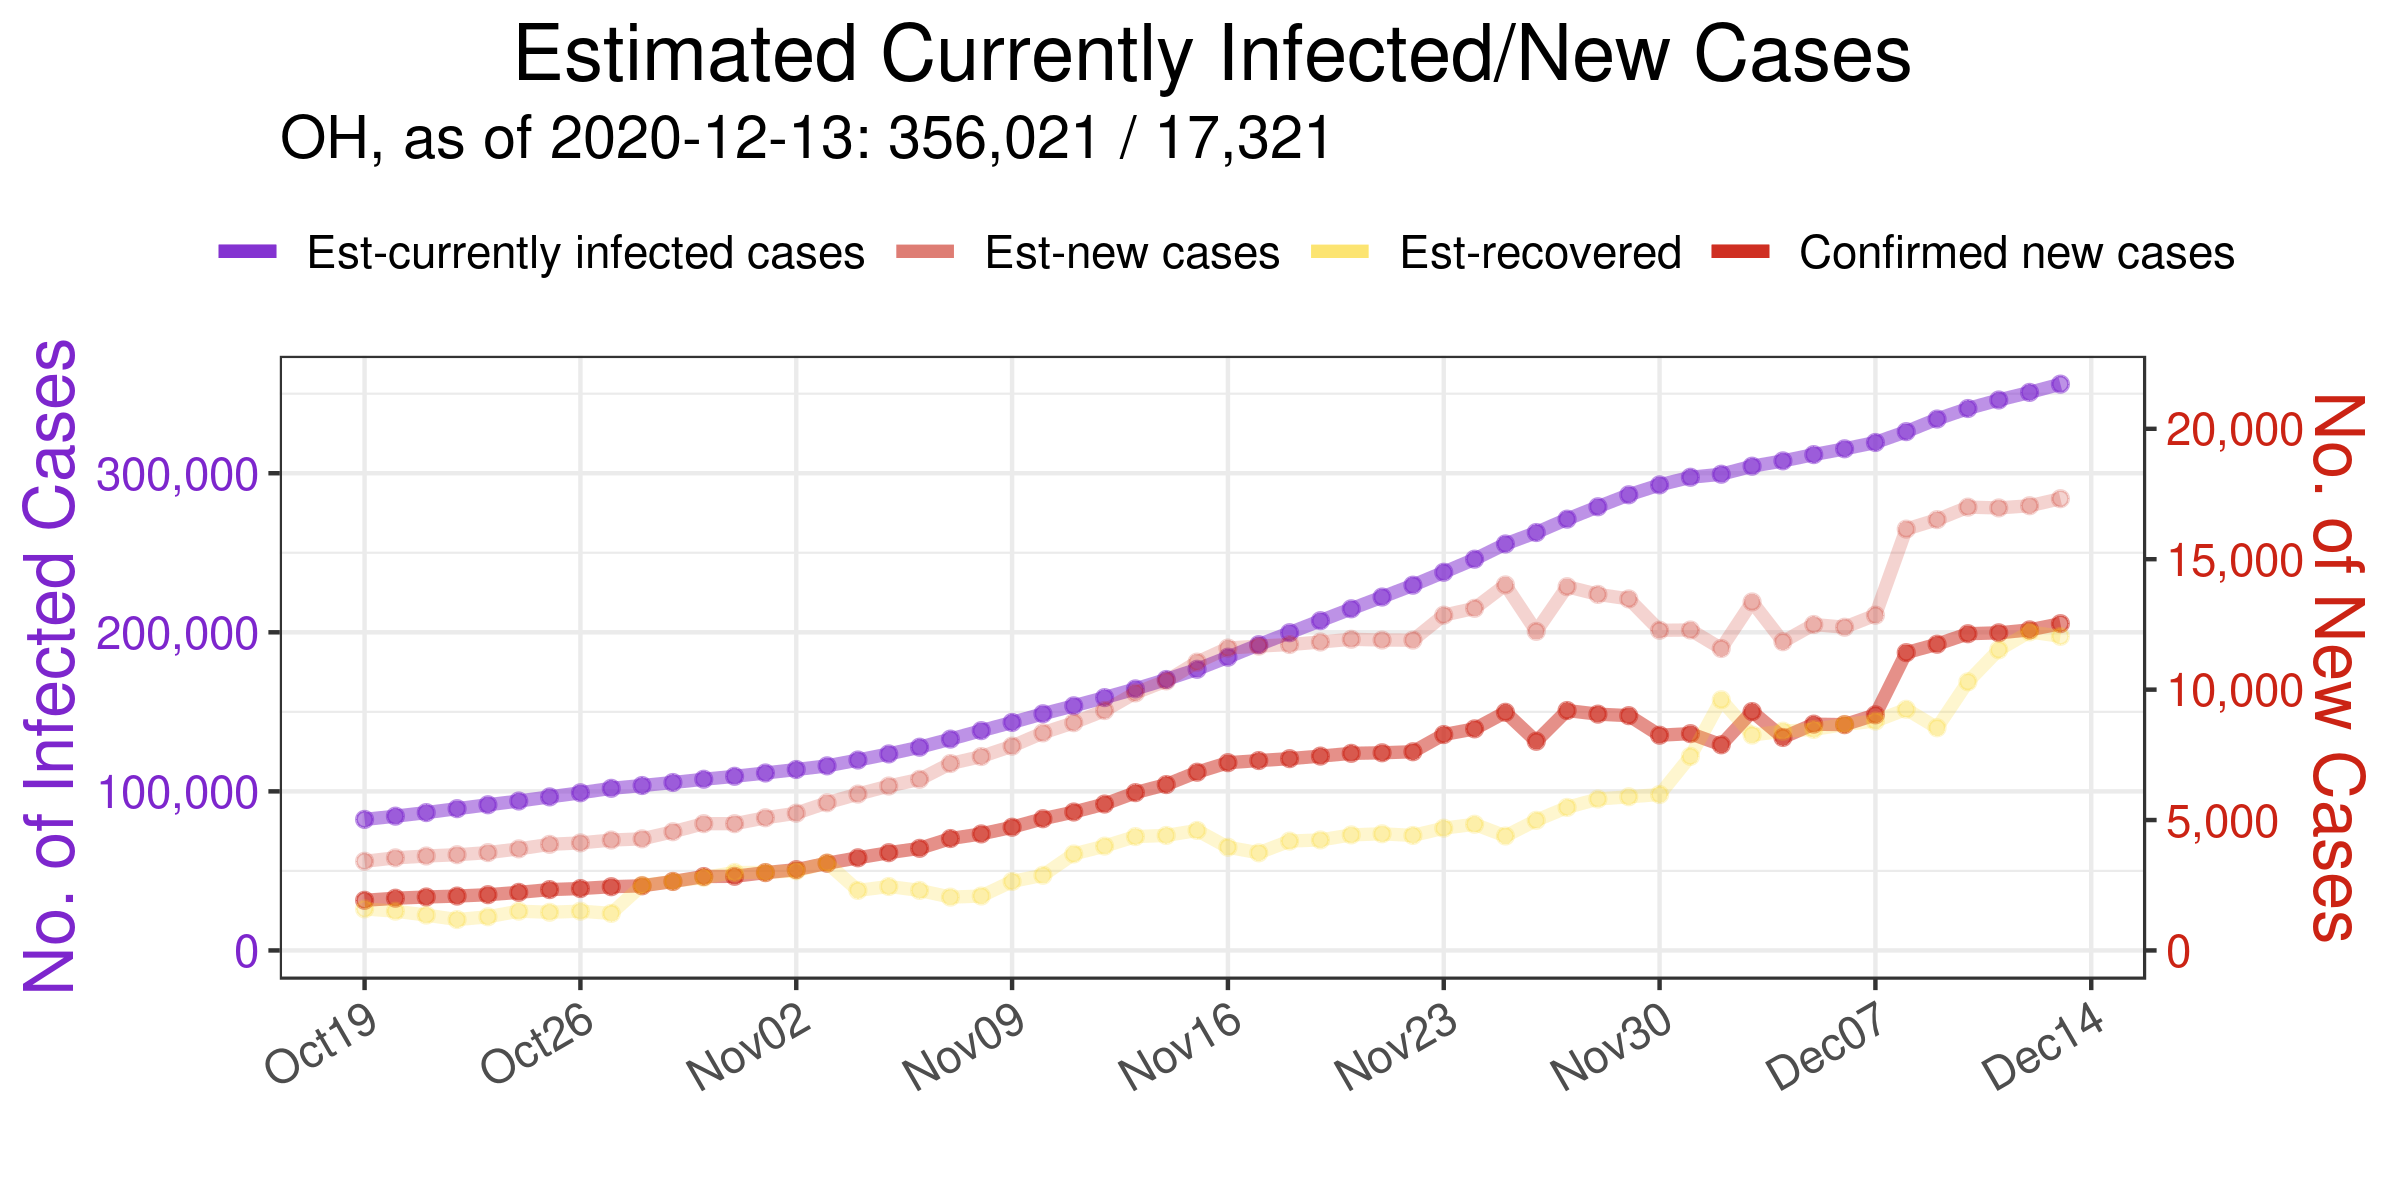 Estimated Currently Infected/New Cases
OH, as of 2020-12-13: 356,021 / 17,321
Est-currently infected cases Est-new cases Est-recovered Confirmed new cases
No. of Infected Cases
300,000
200,000
100,000
0
20,000
15,000
10,000
5,000
0
No. of New Cases
Oct19 Oct26 Nov02 Nov09 Nov16 Nov23 Nov30 Dec07 Dec14